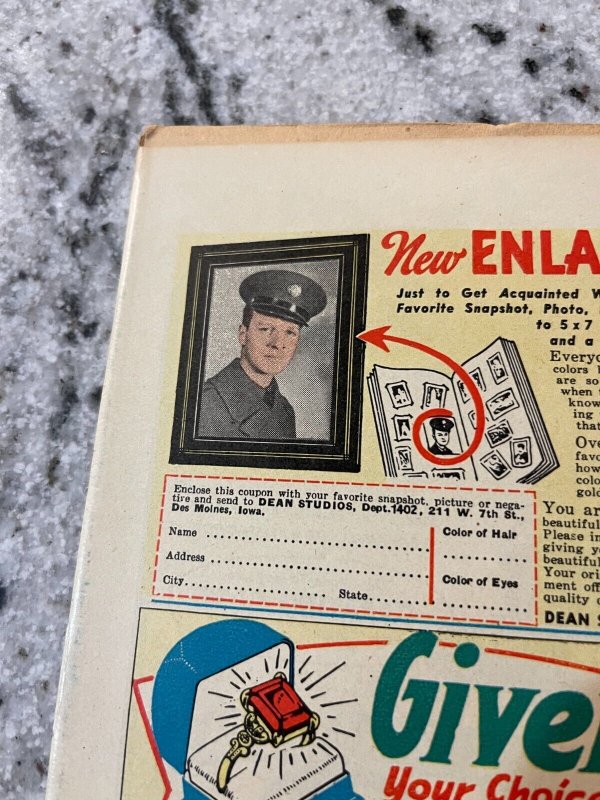 New ENLA
Just to Get Acquainted W
Favorite Snapshot, Photo,
to 5 x 7
and a
Everyo
colors
are so
when
know
ing
that
Ove
favo
how
colo
gold
You ar
beautiful
Please in
giving yo
beautiful
Your ori
ment off
quality
DEAN S
Enclose this coupon with your favorite snapshot, picture or nega-
tive and send to DEAN STUDIOS, Dept.1402, 211 W. 7th St.,
Des Moines, Iowa.
Name
Color of Hair
Address
City
State
Color of Eyes
Give
Your Choice